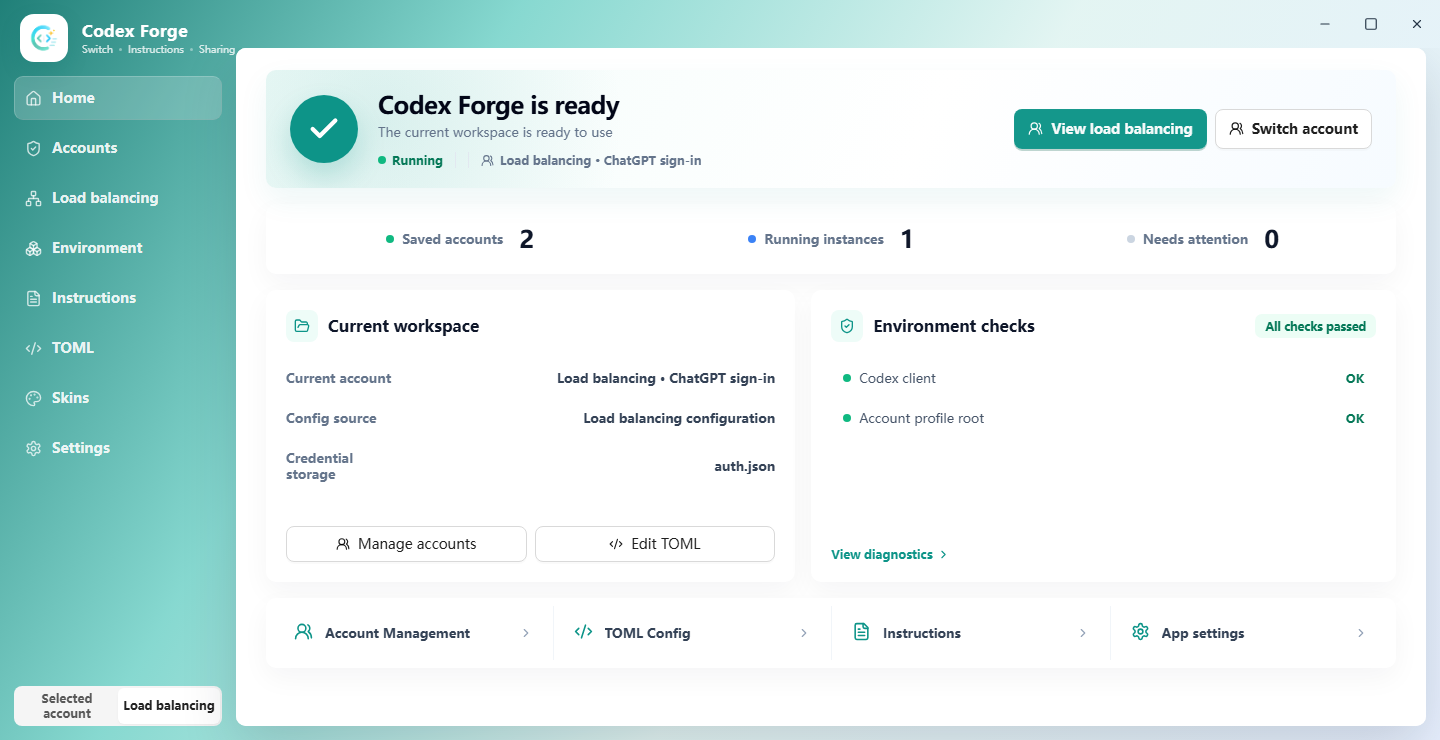 Codex Forge
Switch • Instructions • Sharing
Home
Accounts
Load balancing
Environment
Instructions
TOML
Skins
Settings
Selected account
Load balancing
Codex Forge is ready
The current workspace is ready to use
Running
Load balancing • ChatGPT sign-in
View load balancing
Switch account
Saved accounts 2
Running instances 1
Needs attention 0
Current workspace
Current account Load balancing • ChatGPT sign-in
Config source Load balancing configuration
Credential
storage
auth.json
Manage accounts
Edit TOML
Environment checks
All checks passed
Codex client OK
Account profile root OK
View diagnostics
Account Management
TOML Config
Instructions
App settings